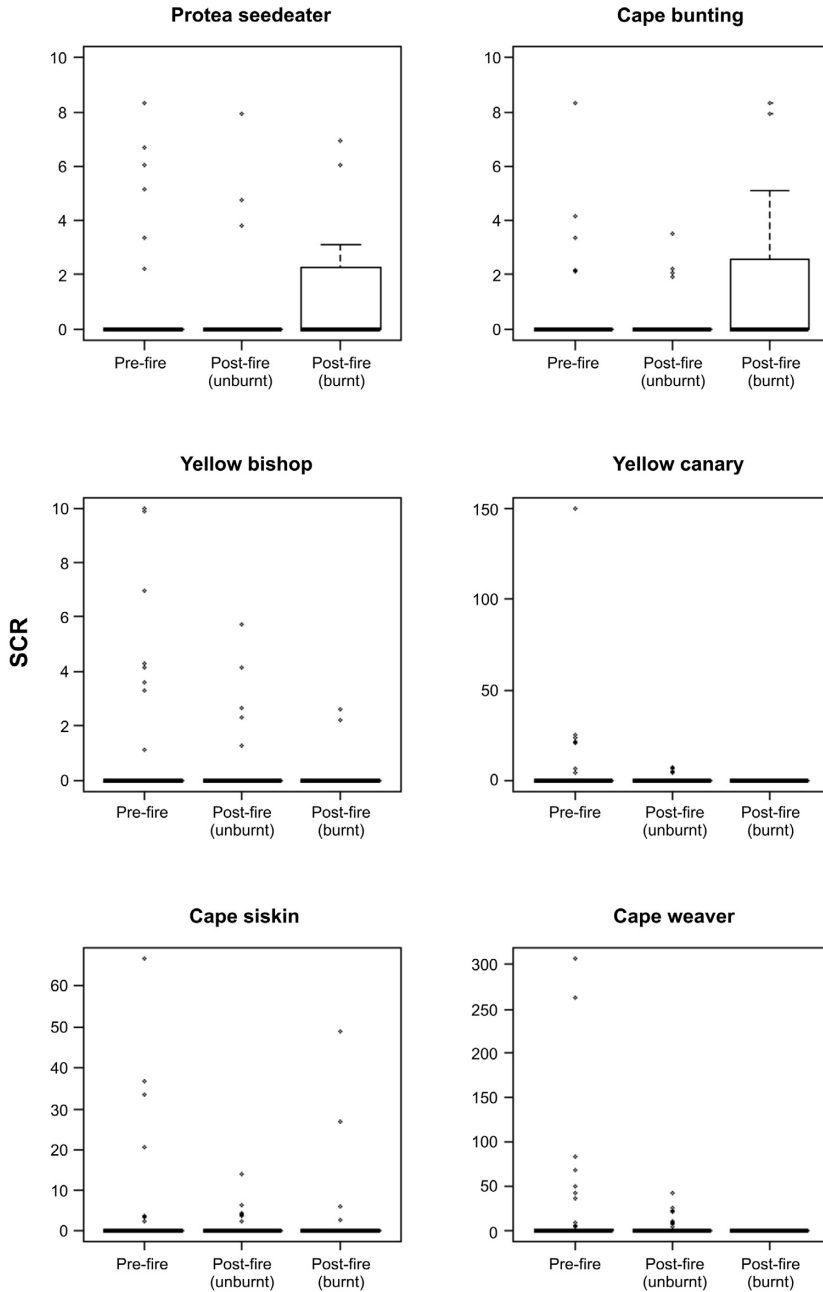 Protea seedeater
10
8
6
4
2
0
Pre-fire
Post-fire
(unburnt)
Post-fire
(burnt)
Cape bunting
10
8
6
4
2
0
Pre-fire
Post-fire
(unburnt)
Post-fire
(burnt)
SCR
Yellow bishop
10
8
6
4
2
0
Pre-fire
Post-fire
(unburnt)
Post-fire
(burnt)
Yellow canary
150
100
50
0
Pre-fire
Post-fire
(unburnt)
Post-fire
(burnt)
Cape siskin
60
50
40
30
20
10
0
Pre-fire
Post-fire
(unburnt)
Post-fire
(burnt)
Cape weaver
300
250
200
150
100
50
0
Pre-fire
Post-fire
(unburnt)
Post-fire
(burnt)